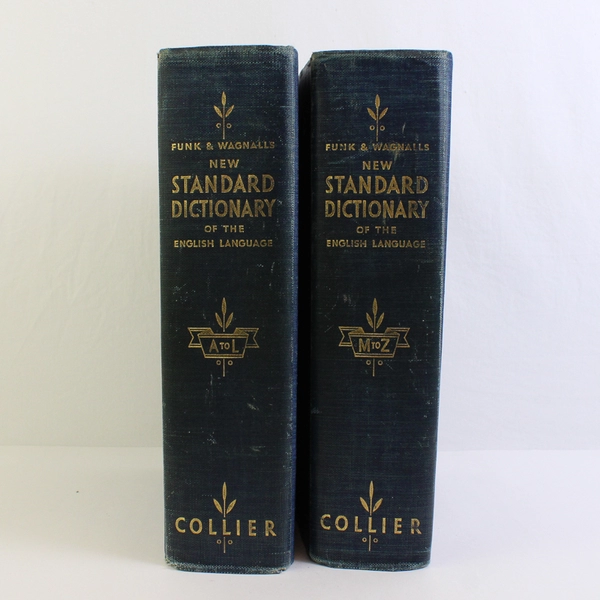 FUNK & WAGNALLS
NEW
STANDARD
DICTIONARY
OF THE
ENGLISH LANGUAGE
A TO L
COLLIER
FUNK & WAGNALLS
NEW
STANDARD
DICTIONARY
OF THE
ENGLISH LANGUAGE
M TO Z
COLLIER